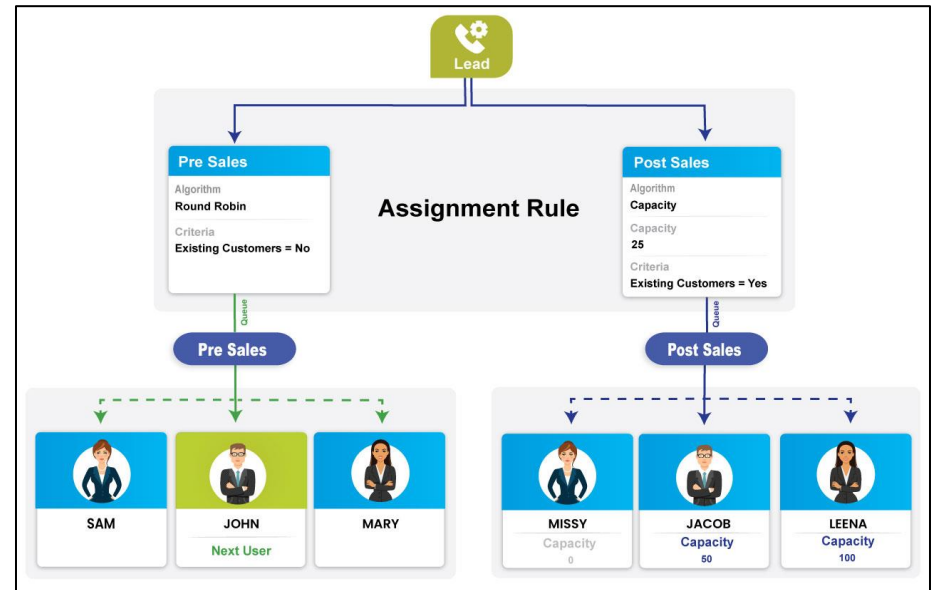 Lead
Pre Sales
Algorithm
Round Robin
Criteria
Existing Customers = No
Assignment Rule
Post Sales
Algorithm
Capacity
Capacity
25
Criteria
Existing Customers = Yes
Queue
Queue
Pre Sales
Post Sales
SAM
JOHN
Next User
MARY
MISSY
Capacity
0
JACOB
Capacity
50
LEENA
Capacity
100